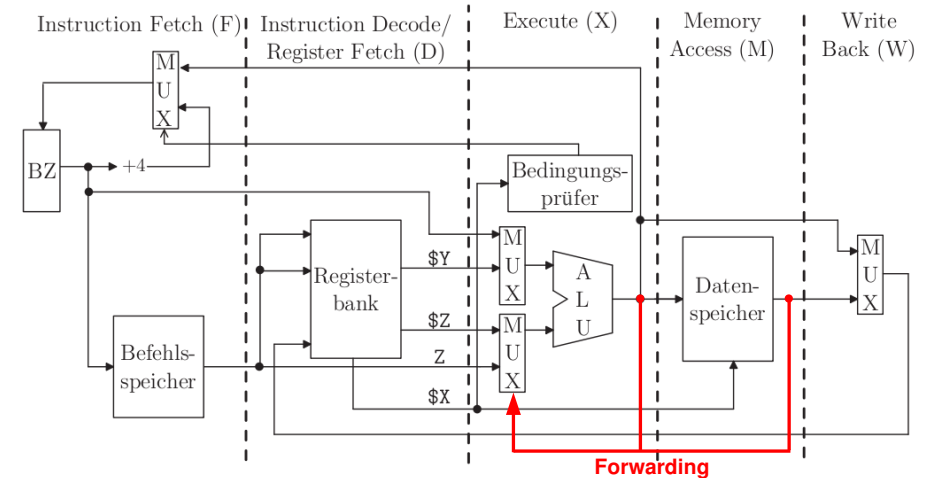 Instruction Fetch (F)
Instruction Decode/
Register Fetch (D)
Execute (X)
Memory
Access (M)
Write
Back (W)
M
U
X
BZ
+4
Bedingungs-
prüfer
Register-
bank
$Y
$Z
Z
$X
M
U
X
M
U
X
A
L
U
Daten-
speicher
M
U
X
Befehls-
speicher
Forwarding